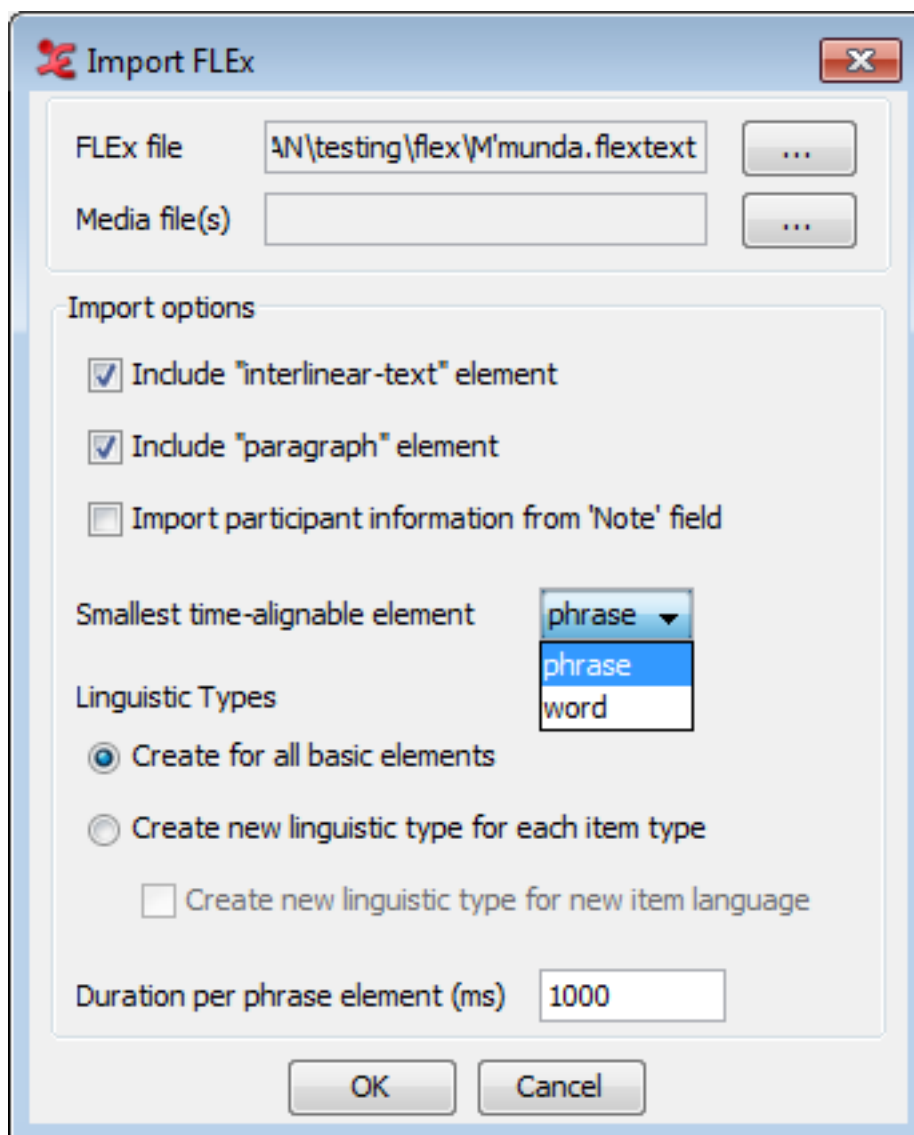 Import FLEx
FLEx file AN\testing\flex\M'munda.flextext ...
Media file(s) ...
Import options
Include "interlinear-text" element
Include "paragraph" element
Import participant information from 'Note' field
Smallest time-alignable element phrase
phrase
Linguistic Types
word
Create for all basic elements
Create new linguistic type for each item type
Create new linguistic type for new item language
Duration per phrase element (ms) 1000
OK Cancel